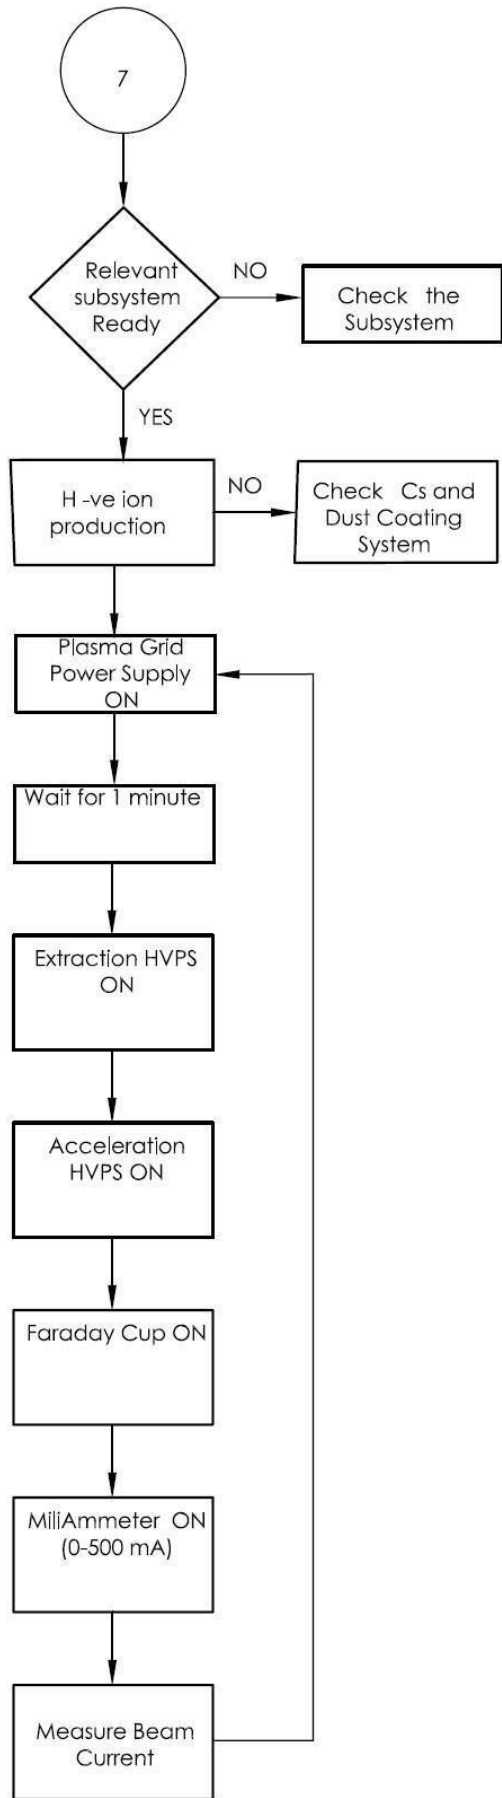 7
Relevant
subsystem
Ready
NO
Check the
Subsystem
YES
H -ve ion
production
NO
Check Cs and
Dust Coating
System
Plasma Grid
Power Supply
ON
Wait for 1 minute
Extraction HVPS
ON
Acceleration
HVPS ON
Faraday Cup ON
MiliAmmeter ON
(0-500 mA)
Measure Beam
Current